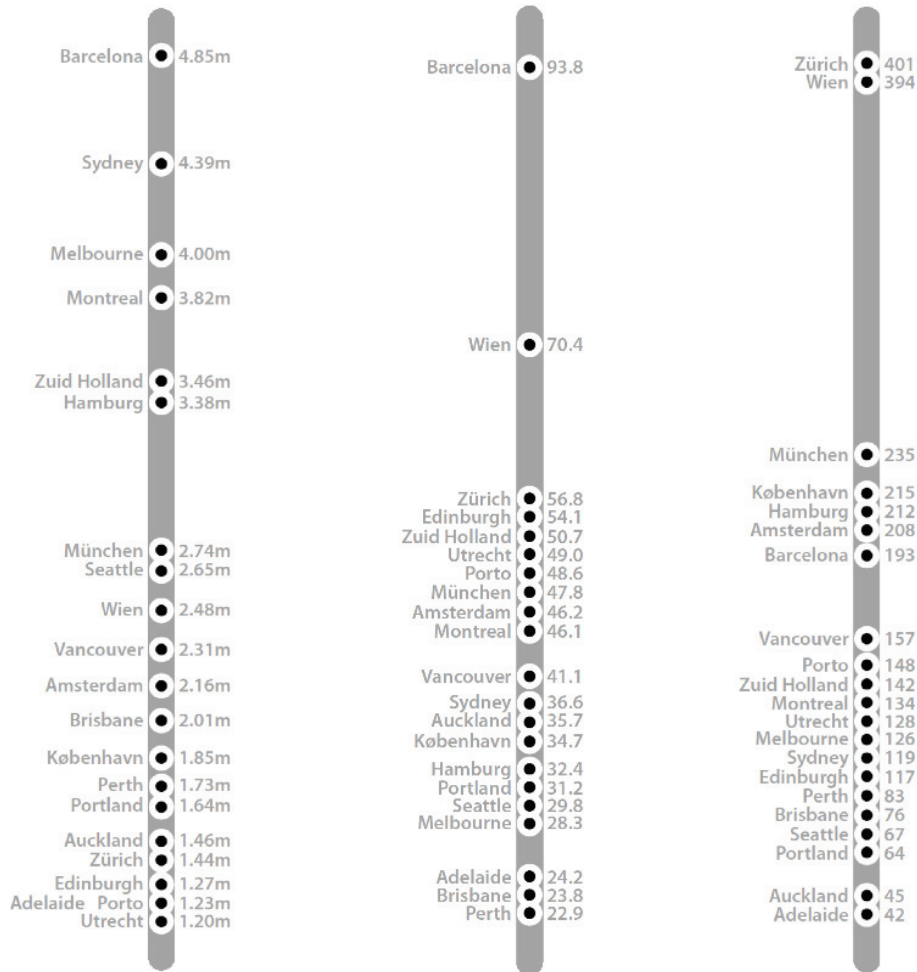 Barcelona 4.85m
Sydney 4.39m
Melbourne 4.00m
Montreal 3.82m
Zuid Holland 3.46m
Hamburg 3.38m
München 2.74m
Seattle 2.65m
Wien 2.48m
Vancouver 2.31m
Amsterdam 2.16m
Brisbane 2.01m
København 1.85m
Perth 1.73m
Portland 1.64m
Auckland 1.46m
Zürich 1.44m
Edinburgh 1.27m
Adelaide Porto 1.23m
Utrecht 1.20m
Barcelona 93.8
Wien 70.4
Zürich 56.8
Edinburgh 54.1
Zuid Holland 50.7
Utrecht 49.0
Porto 48.6
München 47.8
Amsterdam 46.2
Montreal 46.1
Vancouver 41.1
Sydney 36.6
Auckland 35.7
København 34.7
Hamburg 32.4
Portland 31.2
Seattle 29.8
Melbourne 28.3
Adelaide 24.2
Brisbane 23.8
Perth 22.9
Zürich 401
Wien 394
München 235
København 215
Hamburg 212
Amsterdam 208
Barcelona 193
Vancouver 157
Porto 148
Zuid Holland 142
Montreal 134
Utrecht 128
Melbourne 126
Sydney 119
Edinburgh 117
Perth 83
Brisbane 76
Seattle 67
Portland 64
Auckland 45
Adelaide 42